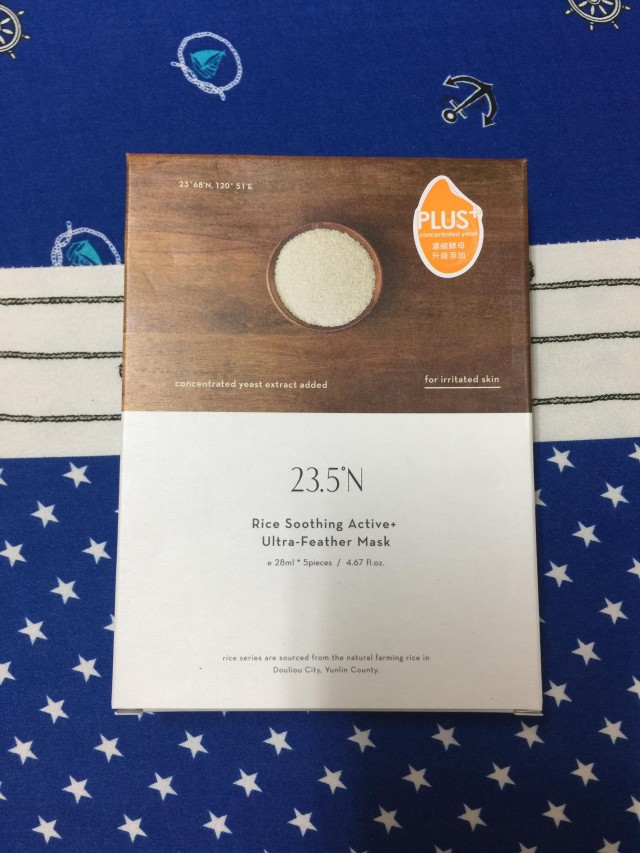 23°68'N, 120° 51'E
PLUS+
concentrated yeast
濃縮酵母
升級添加
concentrated yeast extract added
for irritated skin
23.5°N
Rice Soothing Active+
Ultra-Feather Mask
e 28ml * 5pieces / 4.67 fl.oz.
rice series are sourced from the natural farming rice in
Douliou City, Yunlin County.